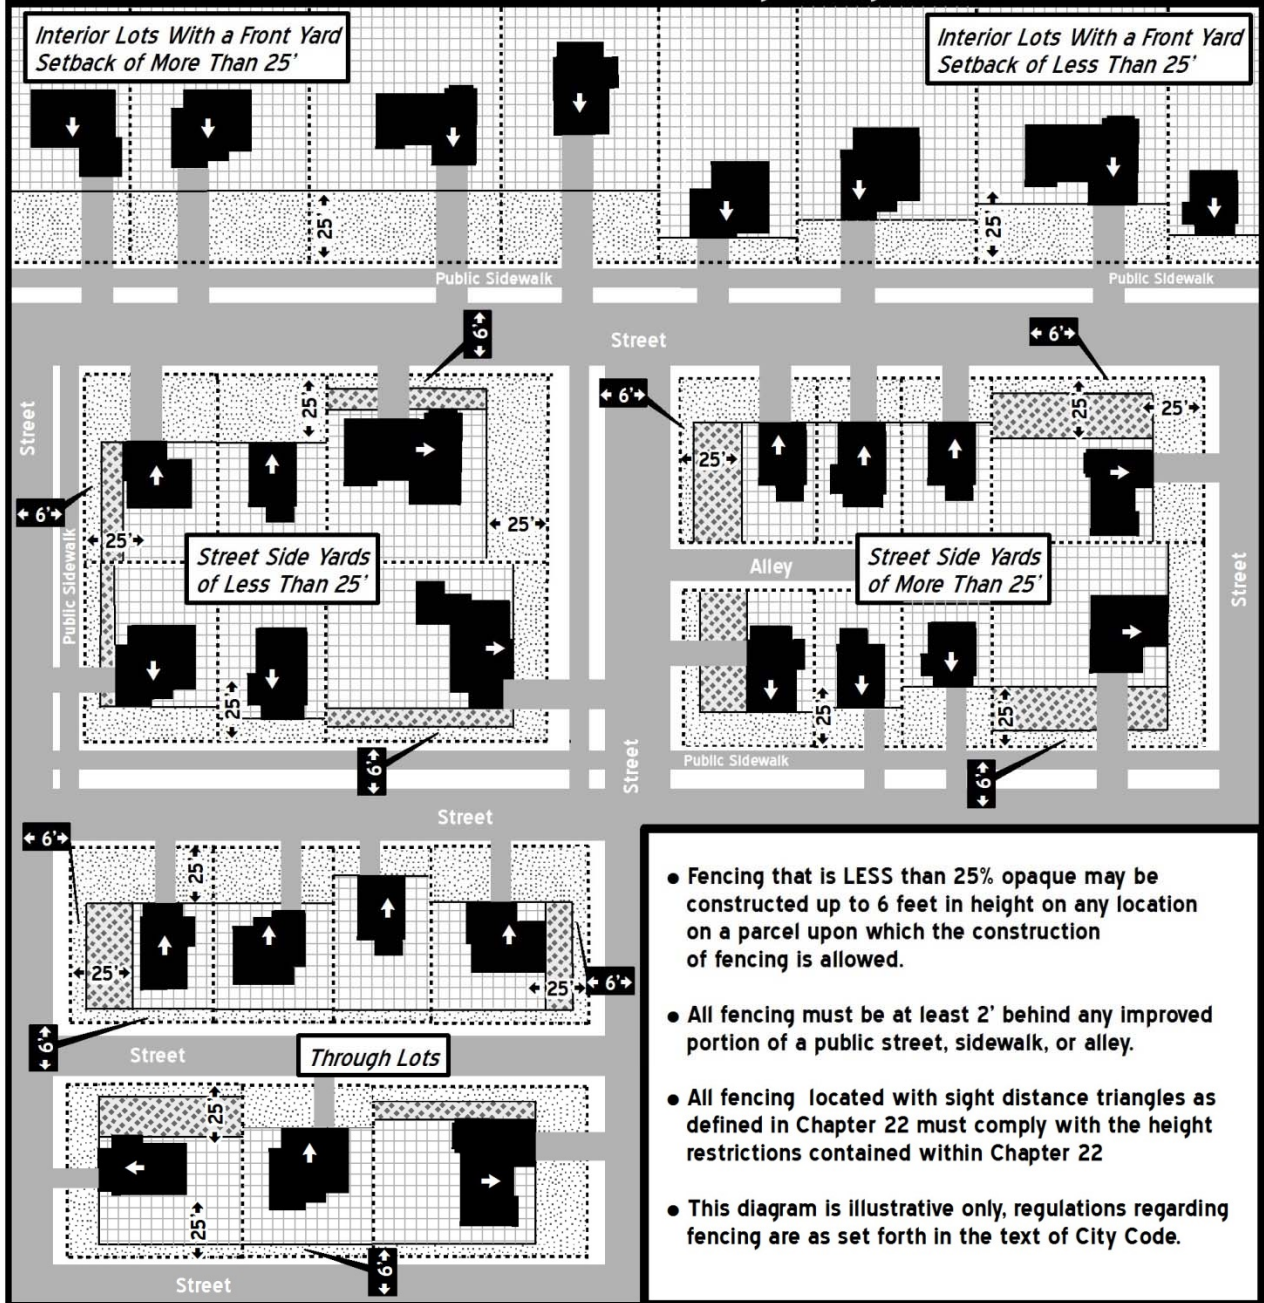 Interior Lots With a Front Yard
Setback of More Than 25'
Interior Lots With a Front Yard
Setback of Less Than 25'
25'
25'
Public Sidewalk
Public Sidewalk
6'
Street
6'
6'
Street
25'
25'
25'
25'
6'
25'
25'
Public Sidewalk
Street Side Yards
of Less Than 25'
Alley
Street Side Yards
of More Than 25'
Street
25'
25'
25'
6'
Street
Public Sidewalk
6'
Street
6'
25'
25'
25'
6'
6'
Street
Through Lots
25'
25'
6'
Street
• Fencing that is LESS than 25% opaque may be
constructed up to 6 feet in height on any location
on a parcel upon which the construction
of fencing is allowed.
• All fencing must be at least 2' behind any improved
portion of a public street, sidewalk, or alley.
• All fencing located with sight distance triangles as
defined in Chapter 22 must comply with the height
restrictions contained within Chapter 22
• This diagram is illustrative only, regulations regarding
fencing are as set forth in the text of City Code.